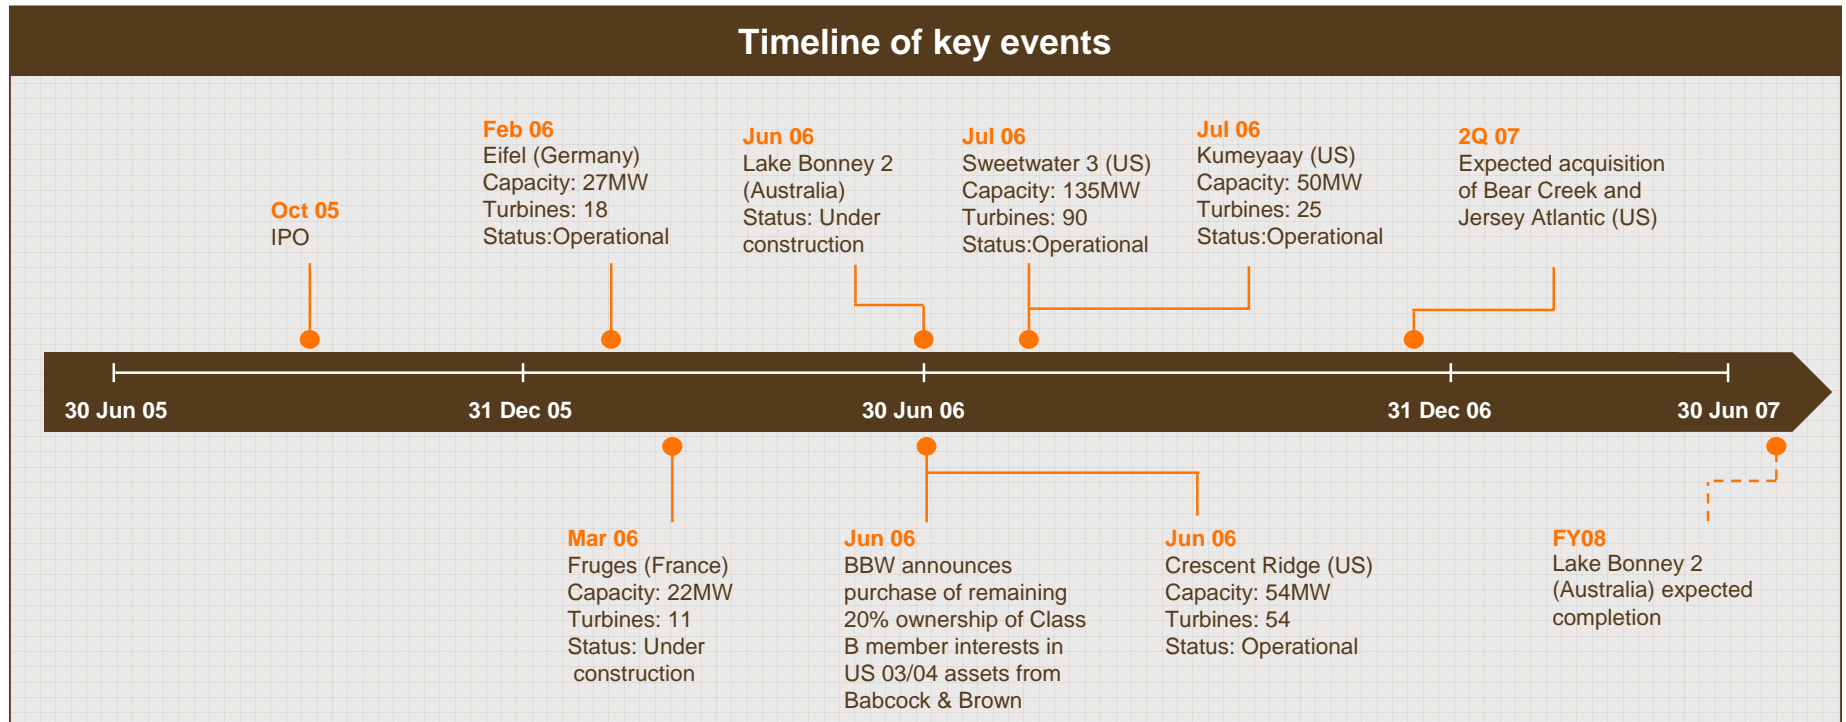 Timeline of key events
Oct 05
IPO
Feb 06
Eifel (Germany)
Capacity: 27MW
Turbines: 18
Status:Operational
Jun 06
Lake Bonney 2
(Australia)
Status: Under
construction
Jul 06
Sweetwater 3 (US)
Capacity: 135MW
Turbines: 90
Status:Operational
Jul 06
Kumeyaay (US)
Capacity: 50MW
Turbines: 25
Status:Operational
2Q 07
Expected acquisition
of Bear Creek and
Jersey Atlantic (US)
30 Jun 05
31 Dec 05
30 Jun 06
31 Dec 06
30 Jun 07
Mar 06
Fruges (France)
Capacity: 22MW
Turbines: 11
Status: Under
construction
Jun 06
BBW announces
purchase of remaining
20% ownership of Class
B member interests in
US 03/04 assets from
Babcock & Brown
Jun 06
Crescent Ridge (US)
Capacity: 54MW
Turbines: 54
Status: Operational
FY08
Lake Bonney 2
(Australia) expected
completion